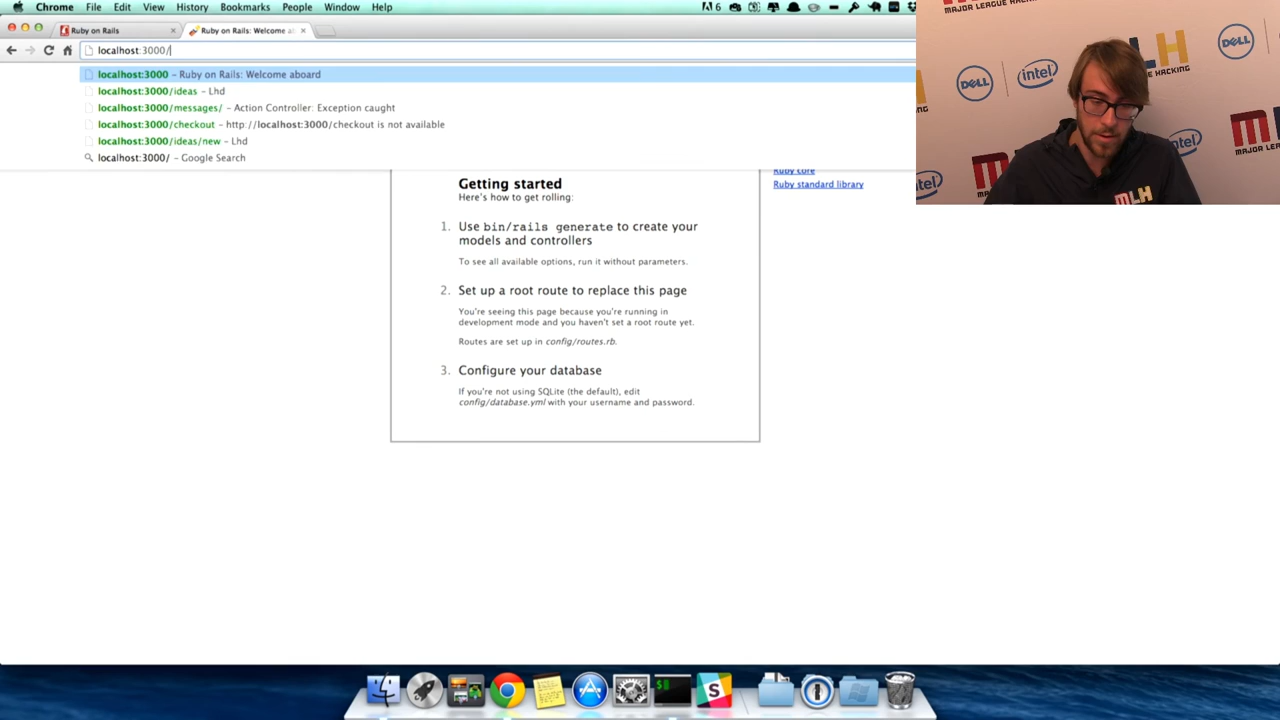 Chrome File Edit View History Bookmarks People Window Help
6
Ruby on Rails
Ruby on Rails: Welcome a
localhost:3000/
localhost:3000 – Ruby on Rails: Welcome aboard
localhost:3000/ideas – Lhd
localhost:3000/messages/ – Action Controller: Exception caught
localhost:3000/checkout – http://localhost:3000/checkout is not available
localhost:3000/ideas/new – Lhd
localhost:3000/ – Google Search
Getting started
Here's how to get rolling:
1. Use bin/rails generate to create your
models and controllers
To see all available options, run it without parameters.
2. Set up a root route to replace this page
You're seeing this page because you're running in
development mode and you haven't set a root route yet.
Routes are set up in config/routes.rb.
3. Configure your database
If you're not using SQLite (the default), edit
config/database.yml with your username and password.
Ruby core
Ruby standard library
MAJOR LEAGUE HACKING
DELL
intel
DELL
intel
MLH